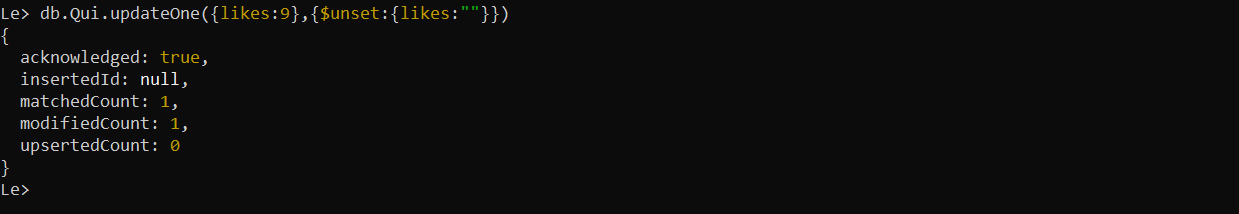 Le> db.Qui.updateOne({likes:9},{$unset:{likes:""}})
{
  acknowledged: true,
  insertedId: null,
  matchedCount: 1,
  modifiedCount: 1,
  upsertedCount: 0
}
Le>